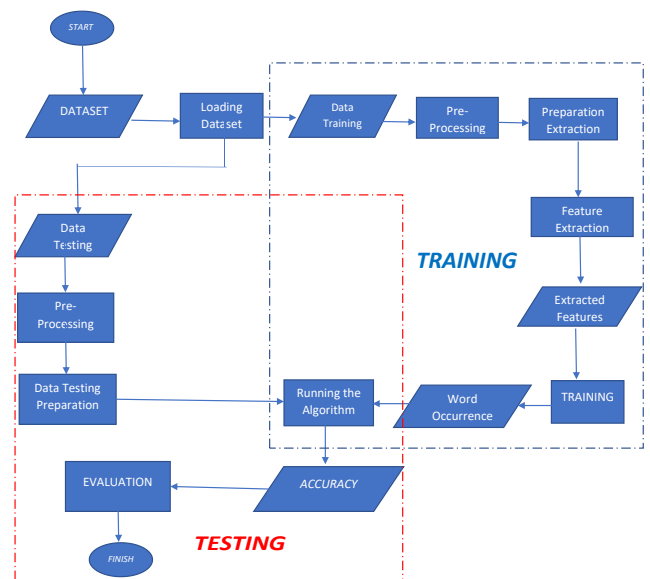 START
DATASET
Loading
Dataset
Data
Training
Pre-
Processing
Preparation
Extraction
Feature
Extraction
Extracted
Features
TRAINING
TRAINING
Word
Occurrence
Data
Testing
Pre-
Processing
Data Testing
Preparation
Running the
Algorithm
ACCURACY
EVALUATION
FINISH
TESTING